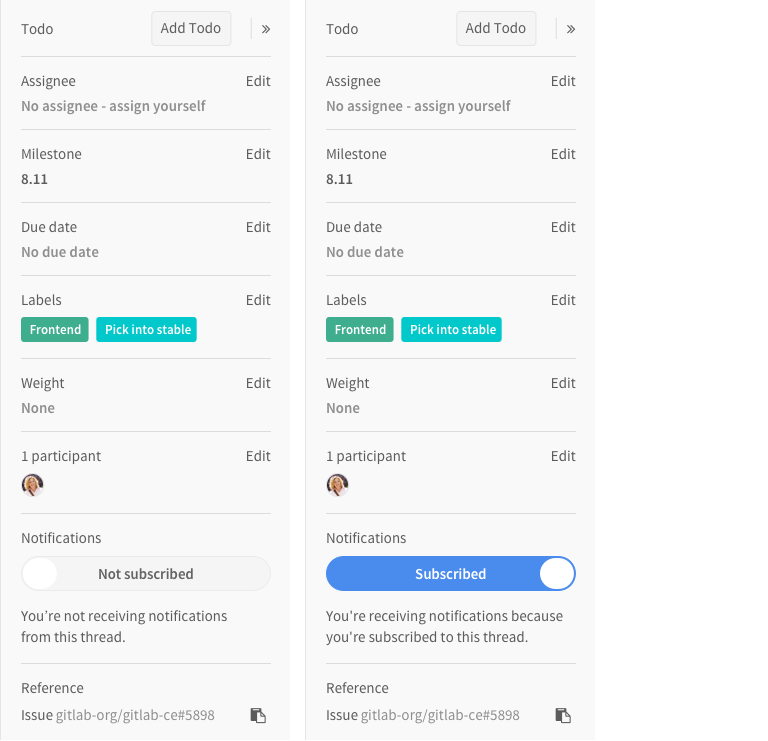 Todo Add Todo »
Assignee Edit
No assignee - assign yourself
Milestone Edit
8.11
Due date Edit
No due date
Labels Edit
Frontend Pick into stable
Weight Edit
None
1 participant Edit
Notifications
Not subscribed
You’re not receiving notifications
from this thread.
Reference
Issue gitlab-org/gitlab-ce#5898
Todo Add Todo »
Assignee Edit
No assignee - assign yourself
Milestone Edit
8.11
Due date Edit
No due date
Labels Edit
Frontend Pick into stable
Weight Edit
None
1 participant Edit
Notifications
Subscribed
You're receiving notifications because
you're subscribed to this thread.
Reference
Issue gitlab-org/gitlab-ce#5898